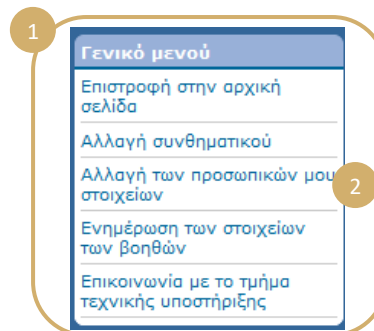 1
Γενικό μενού
Επιστροφή στην αρχική
σελίδα
Αλλαγή συνθηματικού
Αλλαγή των προσωπικών μου
στοιχείων
2
Ενημέρωση των στοιχείων
των βοηθών
Επικοινωνία με το τμήμα
τεχνικής υποστήριξης